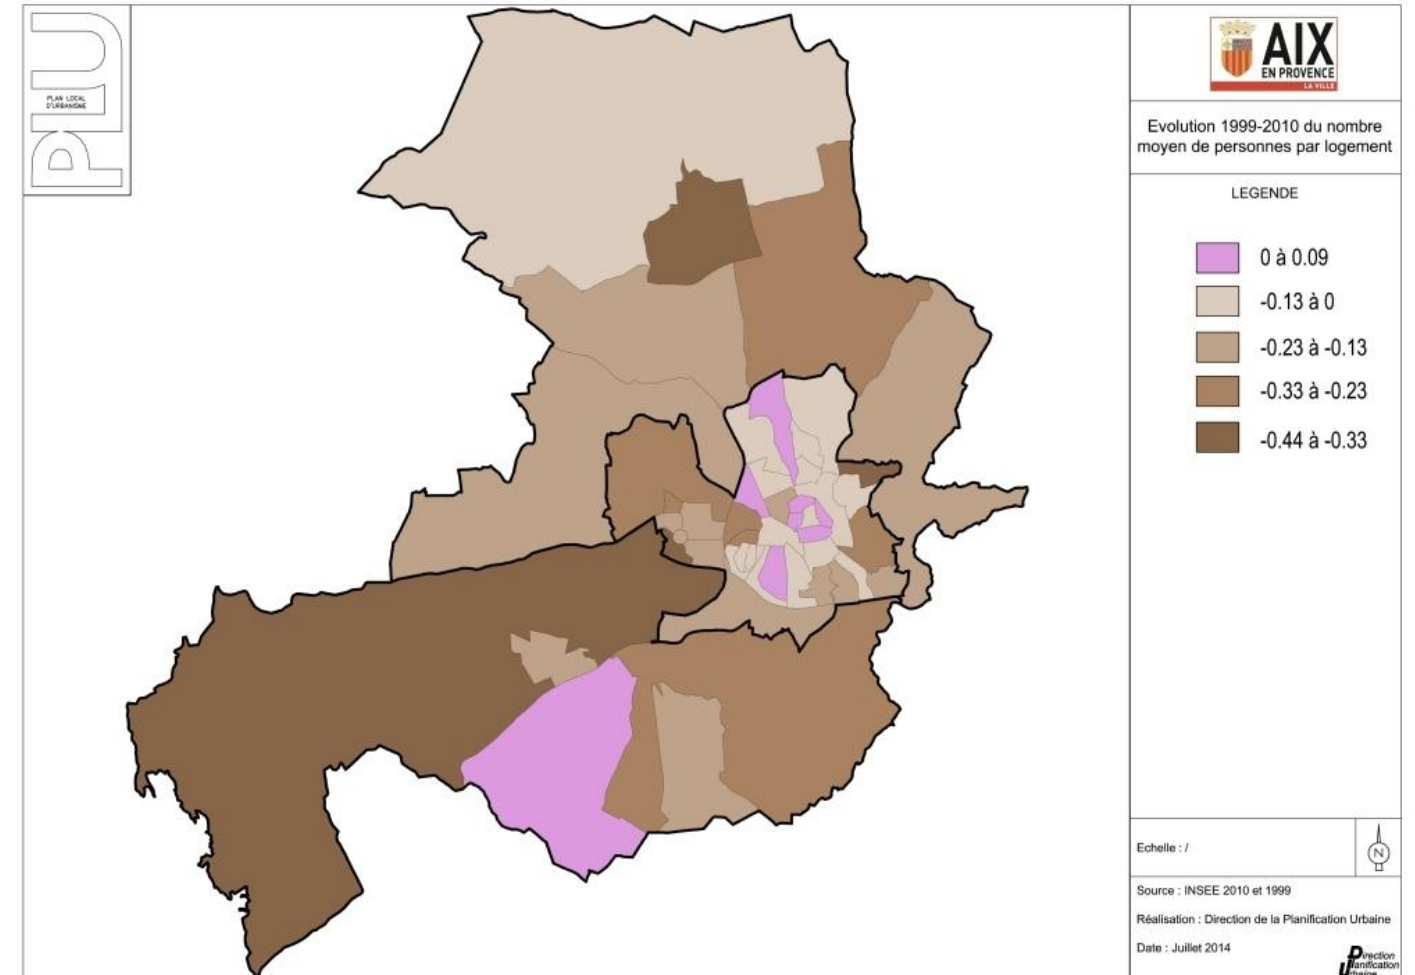 PLU
PLAN LOCAL
D'URBANISME
AIX
EN PROVENCE
LA VILLE
Evolution 1999-2010 du nombre
moyen de personnes par logement
LEGENDE
0 à 0.09
-0.13 à 0
-0.23 à -0.13
-0.33 à -0.23
-0.44 à -0.33
Echelle : /
N
Source : INSEE 2010 et 1999
Réalisation : Direction de la Planification Urbaine
Date : Juillet 2014
Direction
Planification
Urbaine